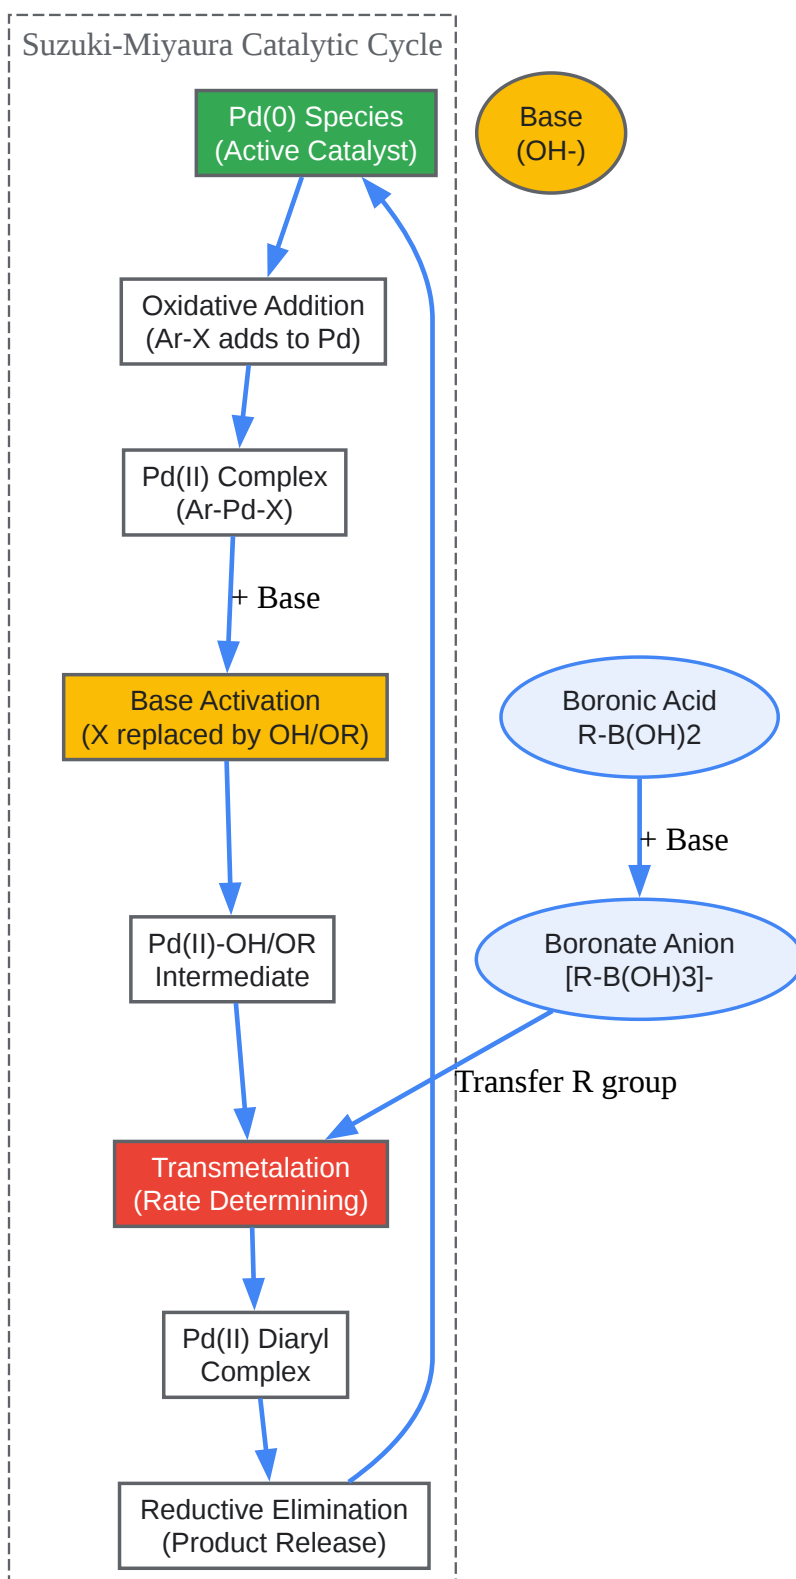 Suzuki-Miyaura Catalytic Cycle
Pd(0) Species
(Active Catalyst)
Base
(OH-)
Oxidative Addition
(Ar-X adds to Pd)
Pd(II) Complex
(Ar-Pd-X)
+ Base
Base Activation
(X replaced by OH/OR)
Boronic Acid
R-B(OH)2
+ Base
Pd(II)-OH/OR
Intermediate
Boronate Anion
[R-B(OH)3]-
Transfer R group
Transmetalation
(Rate Determining)
Pd(II) Diaryl
Complex
Reductive Elimination
(Product Release)